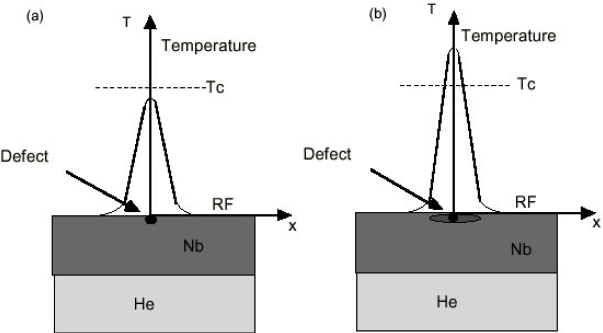 (a)
T
Temperature
Tc
Defect
RF
x
Nb
He
(b)
T
Temperature
Tc
Defect
RF
x
Nb
He